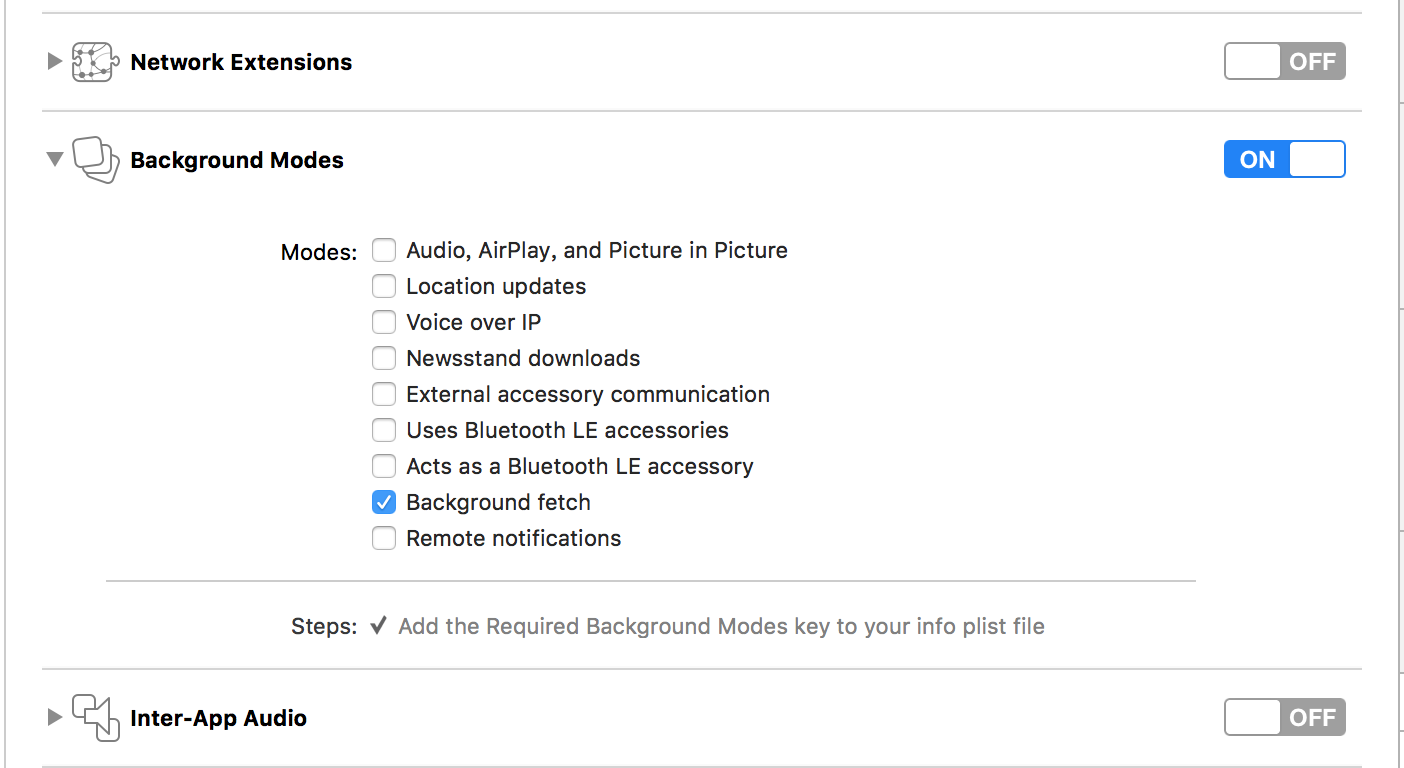 Network Extensions OFF
Background Modes ON
Modes: Audio, AirPlay, and Picture in Picture
Location updates
Voice over IP
Newsstand downloads
External accessory communication
Uses Bluetooth LE accessories
Acts as a Bluetooth LE accessory
Background fetch
Remote notifications
Steps: ✓ Add the Required Background Modes key to your info plist file
Inter-App Audio OFF